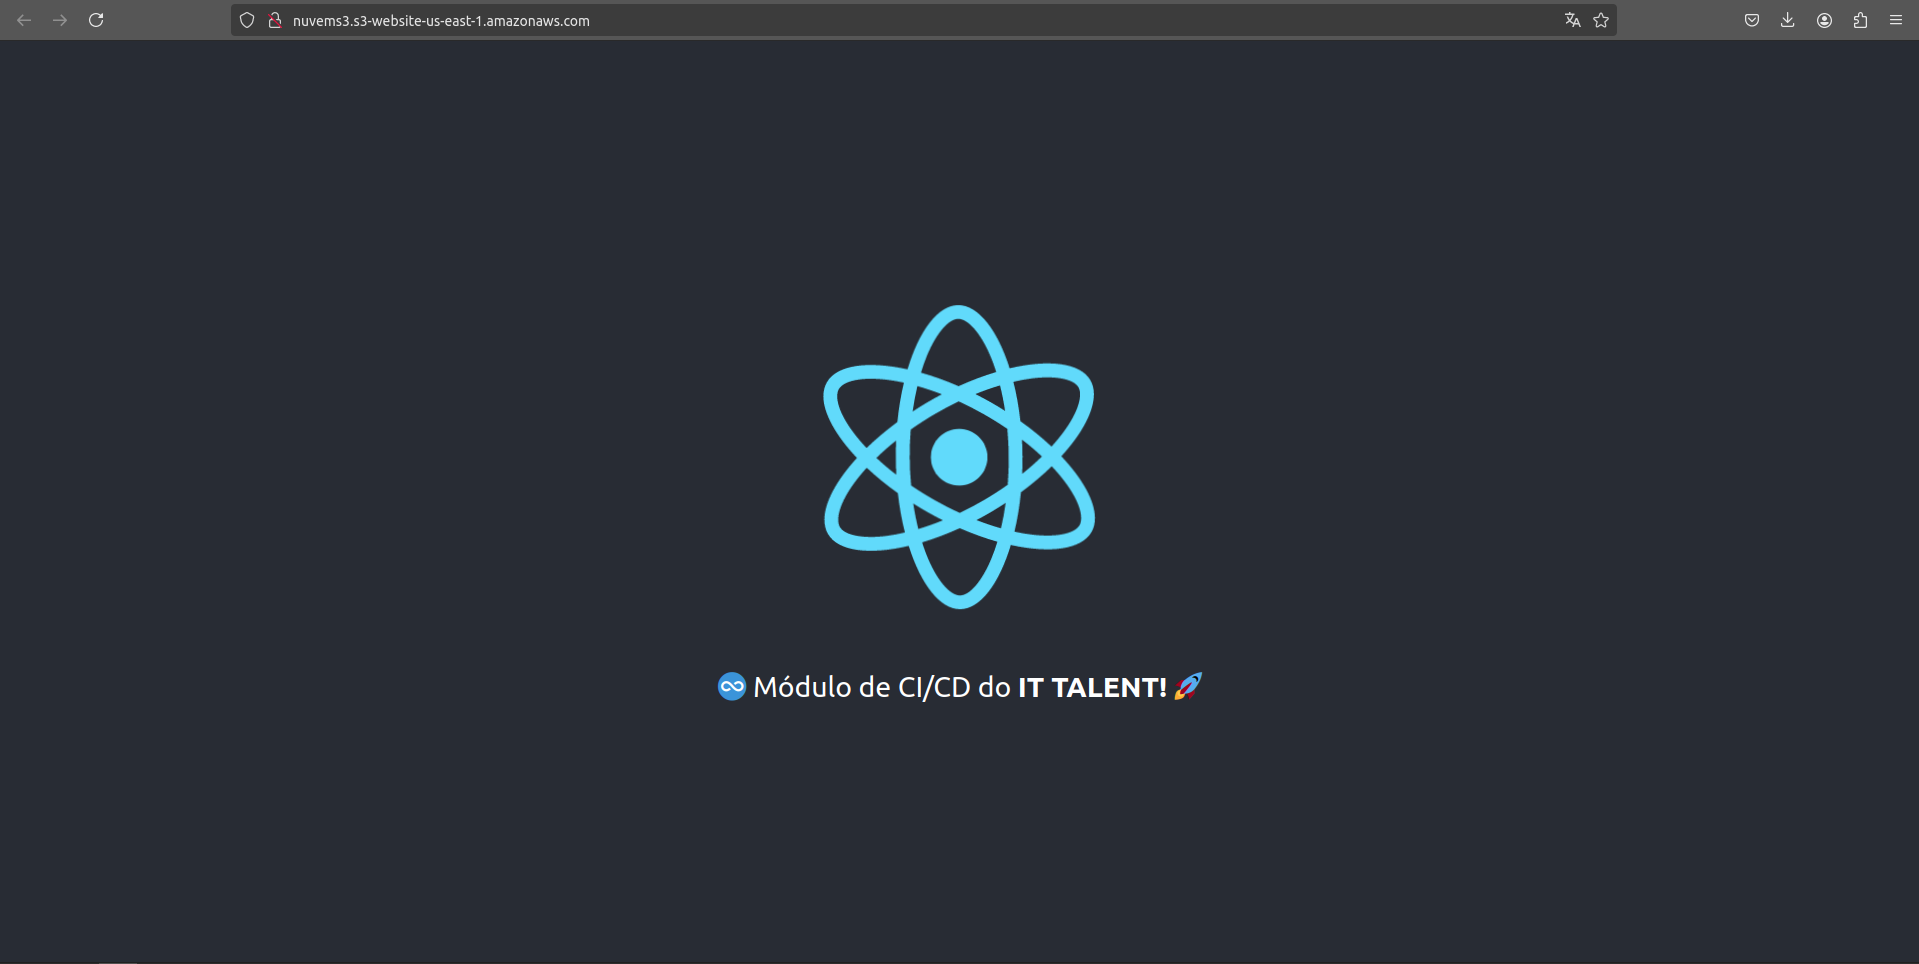 nuvems3.s3-website-us-east-1.amazonaws.com
♾️ Módulo de CI/CD do IT TALENT! 🚀